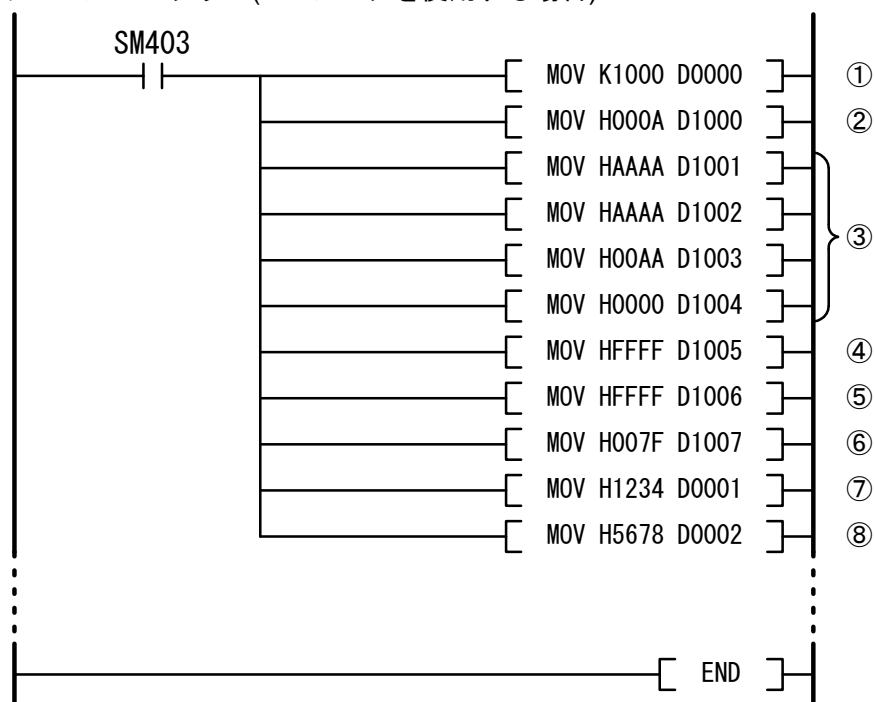 SM403
MOV K1000 D0000 ①
MOV H000A D1000 ②
MOV HAAAA D1001
MOV HAAAA D1002
③
MOV H00AA D1003
MOV H0000 D1004
MOV HFFFF D1005 ④
MOV HFFFF D1006 ⑤
MOV H007F D1007 ⑥
MOV H1234 D0001 ⑦
MOV H5678 D0002 ⑧
END